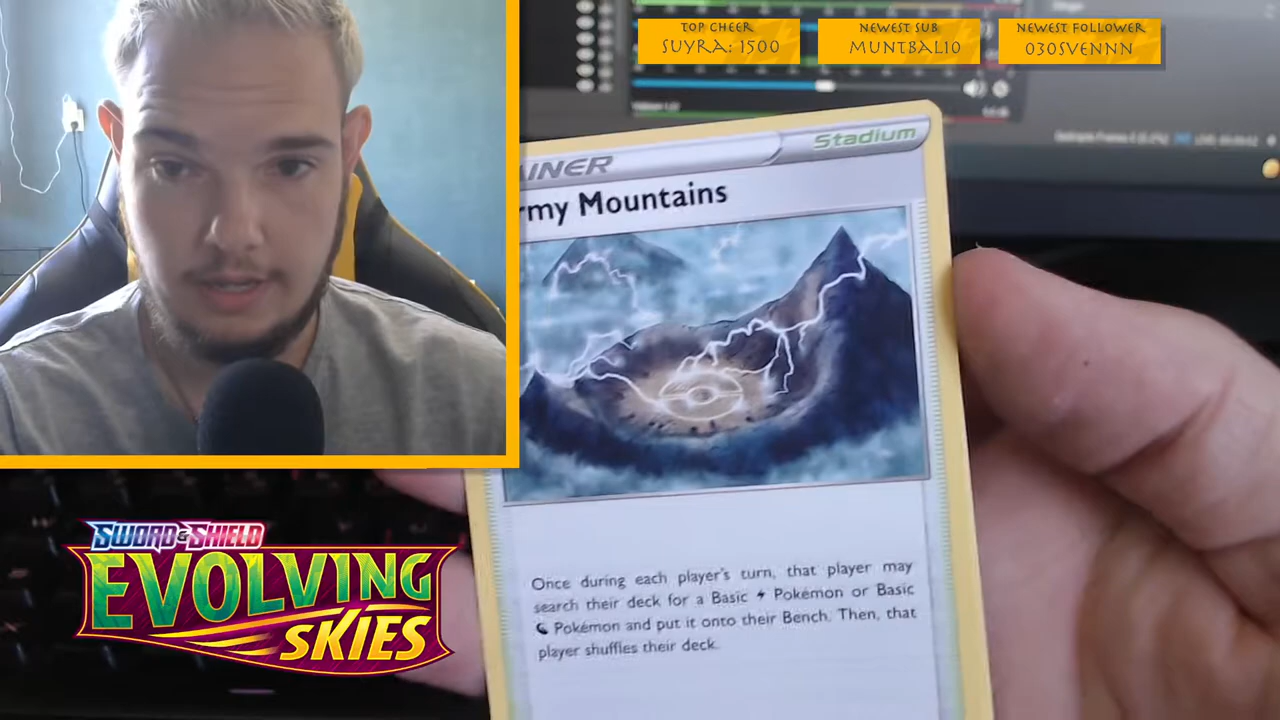 TOP CHEER
SUYRA: 1500
NEWEST SUB
MUNTBAL10
NEWEST FOLLOWER
030SVENNN
INER
Stadium
rmy Mountains
Once during each player's turn, that player may
search their deck for a Basic Pokémon or Basic
Pokémon and put it onto their Bench. Then, that
player shuffles their deck.
SWORD & SHIELD
EVOLVING
SKIES